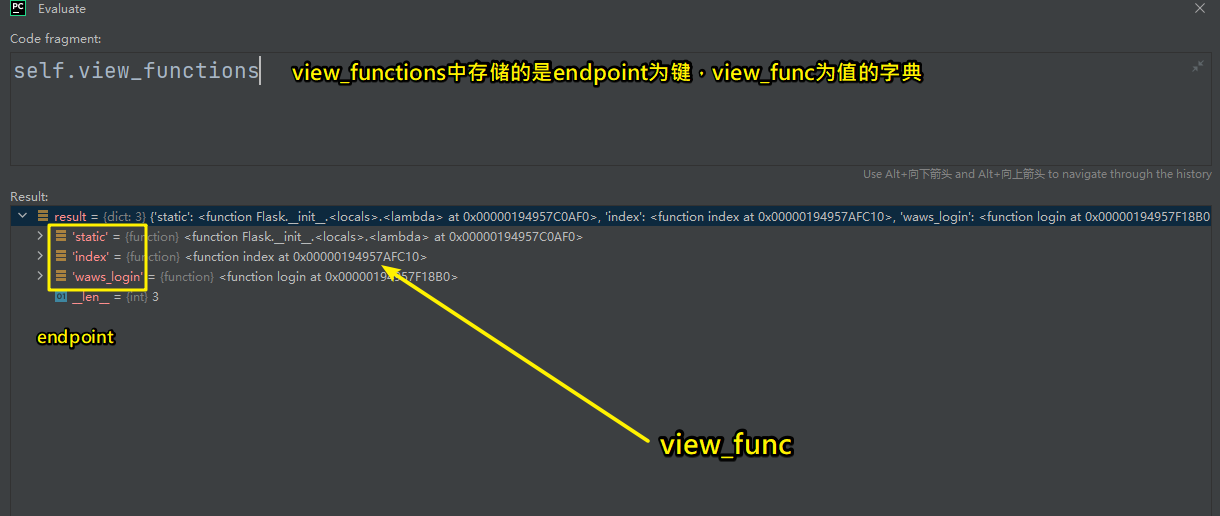 PC
Evaluate
Code fragment:
self.view_functions
view_functions中存储的是endpoint为键，view_func为值的字典
Use Alt+向下箭头 and Alt+向上箭头 to navigate through the history
Result:
result = {dict: 3} {'static': <function Flask.__init__.<locals>.<lambda> at 0x00000194957C0AF0>, 'index': <function index at 0x00000194957AFC10>, 'waws_login': <function login at 0x00000194957F18B0
'static' = {function} <function Flask.__init__.<locals>.<lambda> at 0x00000194957C0AF0>
'index' = {function} <function index at 0x00000194957AFC10>
'waws_login' = {function} <function login at 0x00000194957F18B0>
01 __len__ = {int} 3
endpoint
view_func